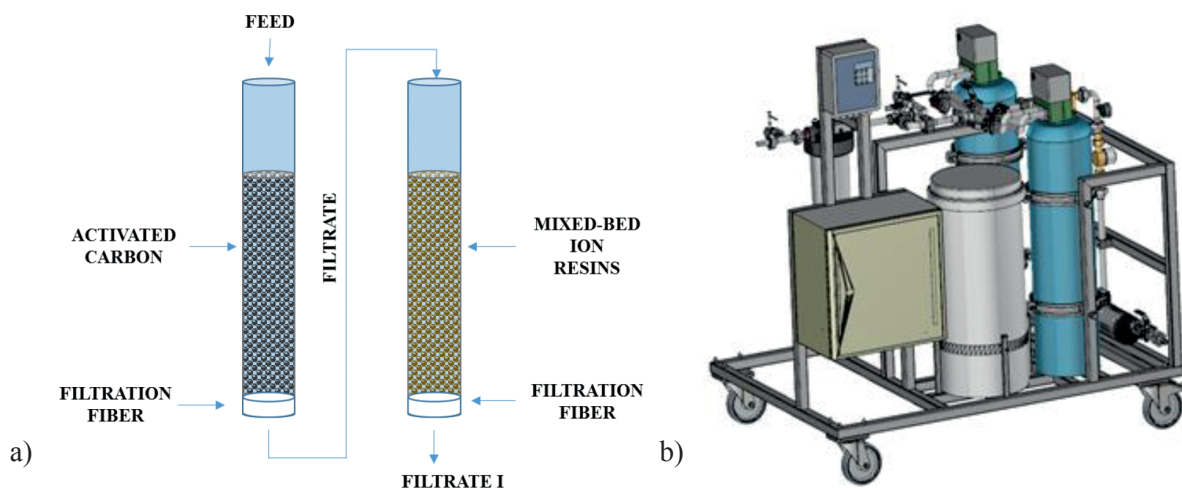 FEED
ACTIVATED
CARBON
FILTRATE
MIXED-BED
ION
RESINS
FILTRATION
FIBER
FILTRATION
FIBER
FILTRATE I
a)
b)